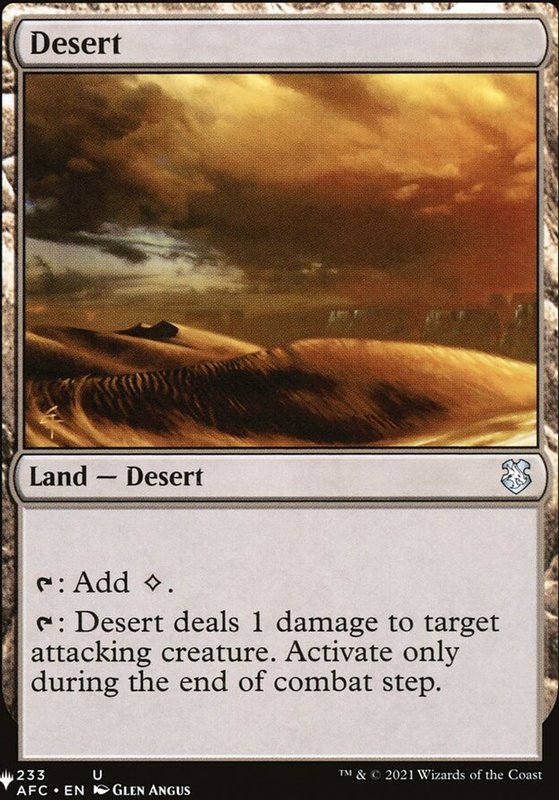 Desert
Land — Desert
: Add .
: Desert deals 1 damage to target
attacking creature. Activate only
during the end of combat step.
233 U
AFC • EN Glen Angus
™ & © 2021 Wizards of the Coast